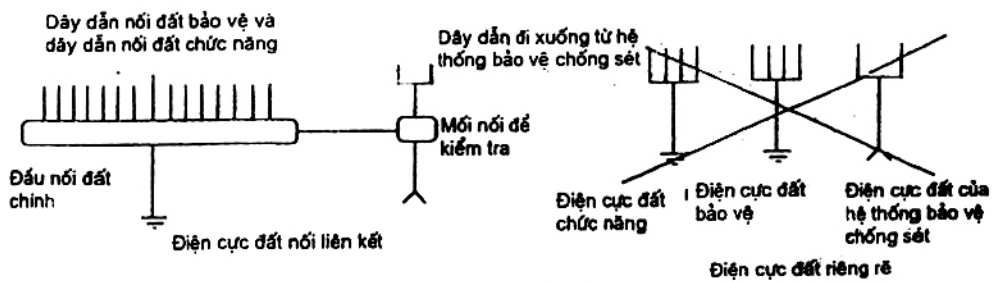 Dây dẫn nối đất bảo vệ và
dây dẫn nối đất chức năng
Dây dẫn đi xuống từ hệ
thống bảo vệ chống sét
Mối nối để
kiểm tra
Đầu nối đất
chính
Điện cực đất nối liên kết
Điện cực đất
chức năng
Điện cực đất
bảo vệ
Điện cực đất của
hệ thống bảo vệ
chống sét
Điện cực đất riêng rẽ